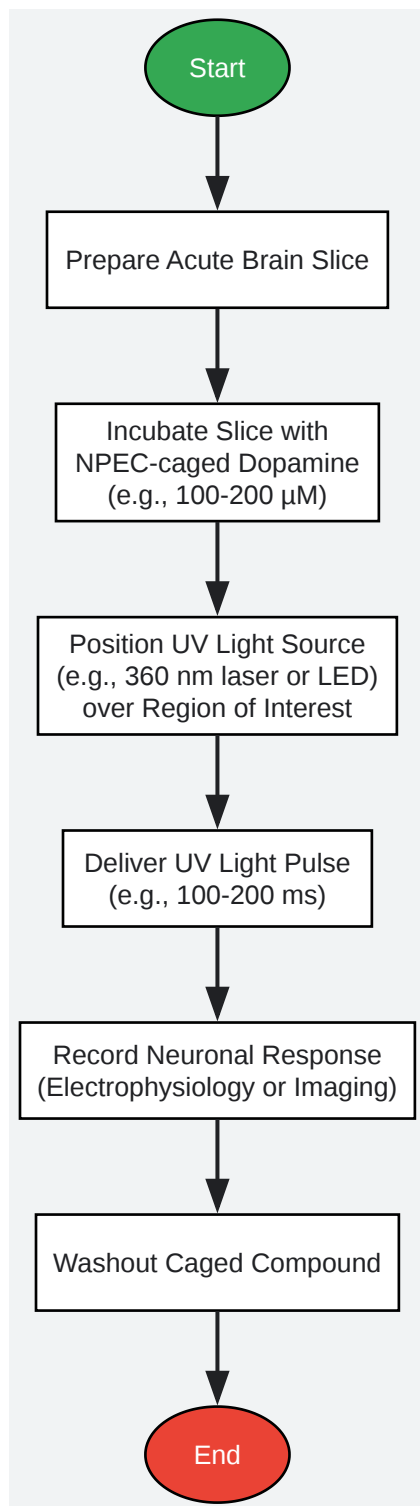 Start
Prepare Acute Brain Slice
Incubate Slice with
NPEC-caged Dopamine
(e.g., 100-200 µM)
Position UV Light Source
(e.g., 360 nm laser or LED)
over Region of Interest
Deliver UV Light Pulse
(e.g., 100-200 ms)
Record Neuronal Response
(Electrophysiology or Imaging)
Washout Caged Compound
End